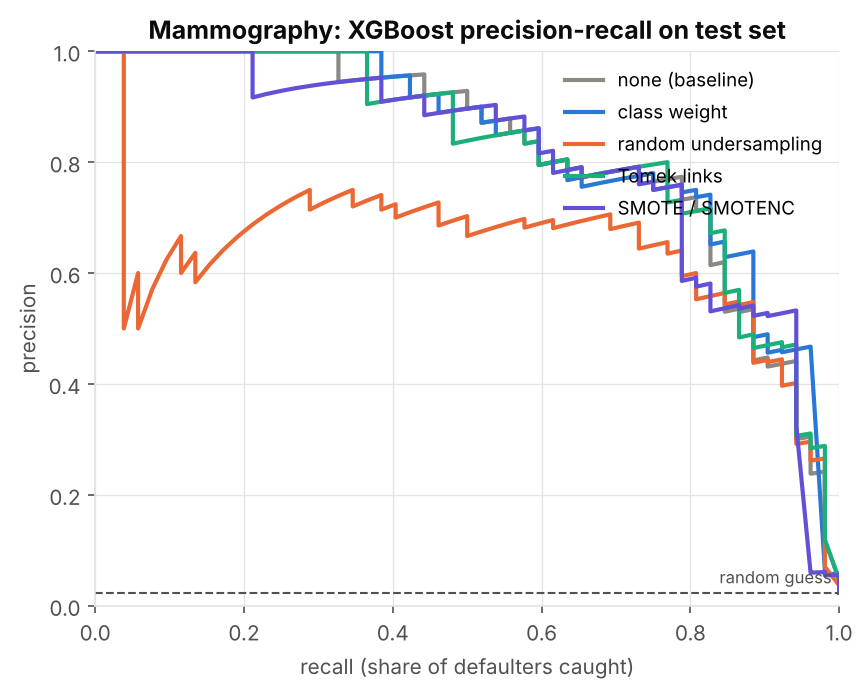 Mammography: XGBoost precision-recall on test set
1.0
0.8
0.6
0.4
0.2
0.0
precision
none (baseline)
class weight
random undersampling
Tomek links
SMOTE / SMOTENC
random guess
0.0 0.2 0.4 0.6 0.8 1.0
recall (share of defaulters caught)